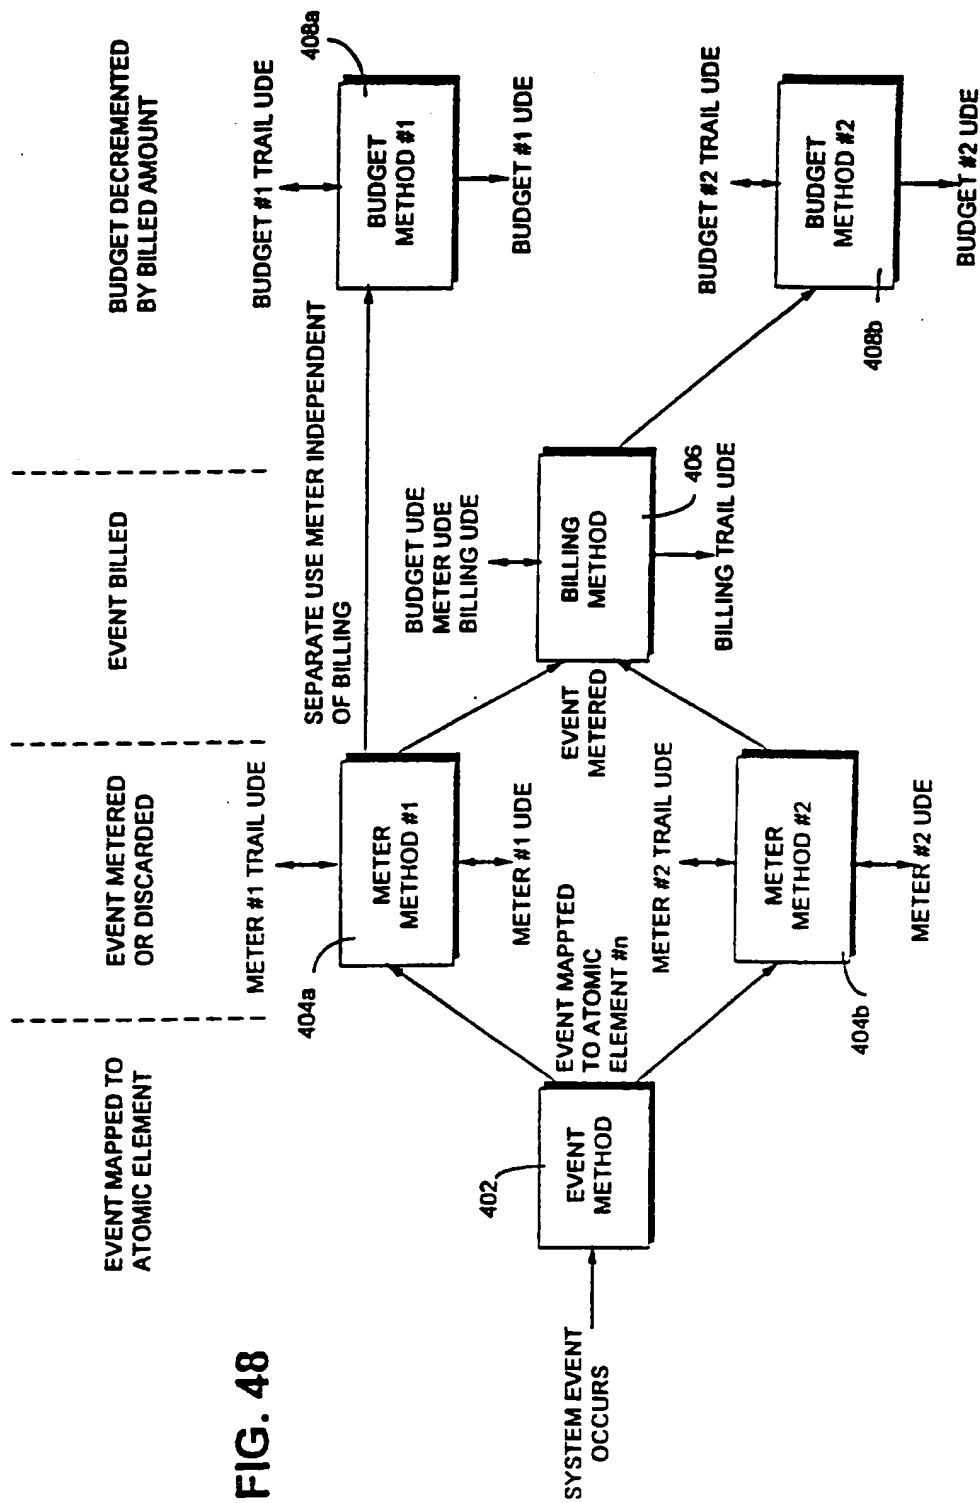 FIG. 48
EVENT MAPPED TO
ATOMIC ELEMENT
EVENT METERED
OR DISCARDED
EVENT BILLED
BUDGET DECREMENTED
BY BILLED AMOUNT
SYSTEM EVENT
OCCURS
402
EVENT
METHOD
EVENT MAPPTED
TO ATOMIC
ELEMENT #n
METER #1 TRAIL UDE
404a
METER
METHOD #1
METER #1 UDE
METER #2 TRAIL UDE
METER
METHOD #2
404b
METER #2 UDE
SEPARATE USE METER INDEPENDENT
OF BILLING
EVENT
METERED
BUDGET UDE
METER UDE
BILLING UDE
BILLING
METHOD
406
BILLING TRAIL UDE
BUDGET #1 TRAIL UDE
408a
BUDGET
METHOD #1
BUDGET #1 UDE
BUDGET #2 TRAIL UDE
BUDGET
METHOD #2
408b
BUDGET #2 UDE